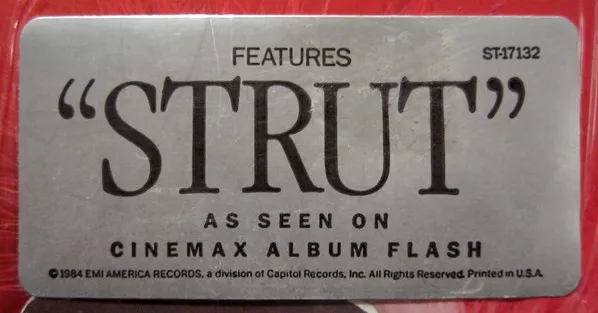 FEATURES ST-17132
“STRUT”
AS SEEN ON
CINEMAX ALBUM FLASH
©1984 EMI AMERICA RECORDS, a division of Capitol Records, Inc. All Rights Reserved. Printed in U.S.A.